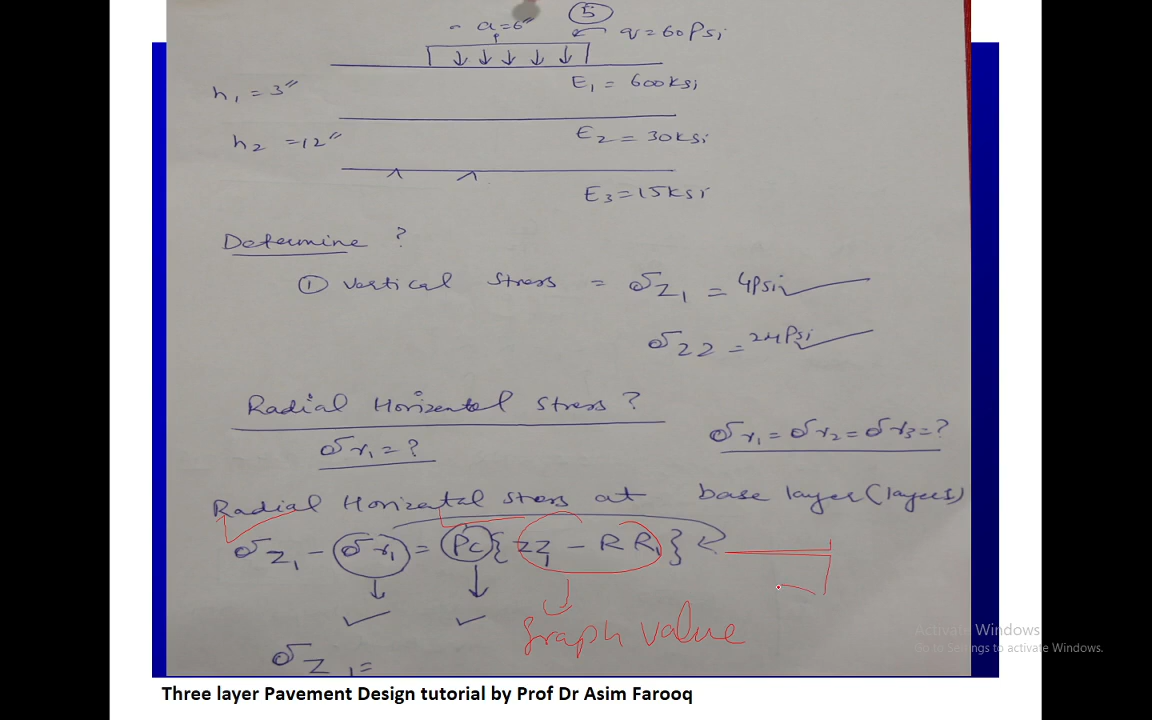 5
- a = 6"
q = 60 Psi
h1 = 3"
E1 = 600 ksi
h2 = 12"
E2 = 30 ksi
E3 = 15 ksi
Determine ?
① Vertical Stress = σz1 = 4 Psi
σz2 = 24 Psi
Radial Horizental Stress ?
σr1 = ?
σr1 = σr2 = σr3 = ?
Radial Horizental Stress at base layer (layers)
σz1 - σr1 = Pc { ZZ1 - RR1 }
Graph Value
σz1 =
Activate Windows
Go to Settings to activate Windows.
Three layer Pavement Design tutorial by Prof Dr Asim Farooq